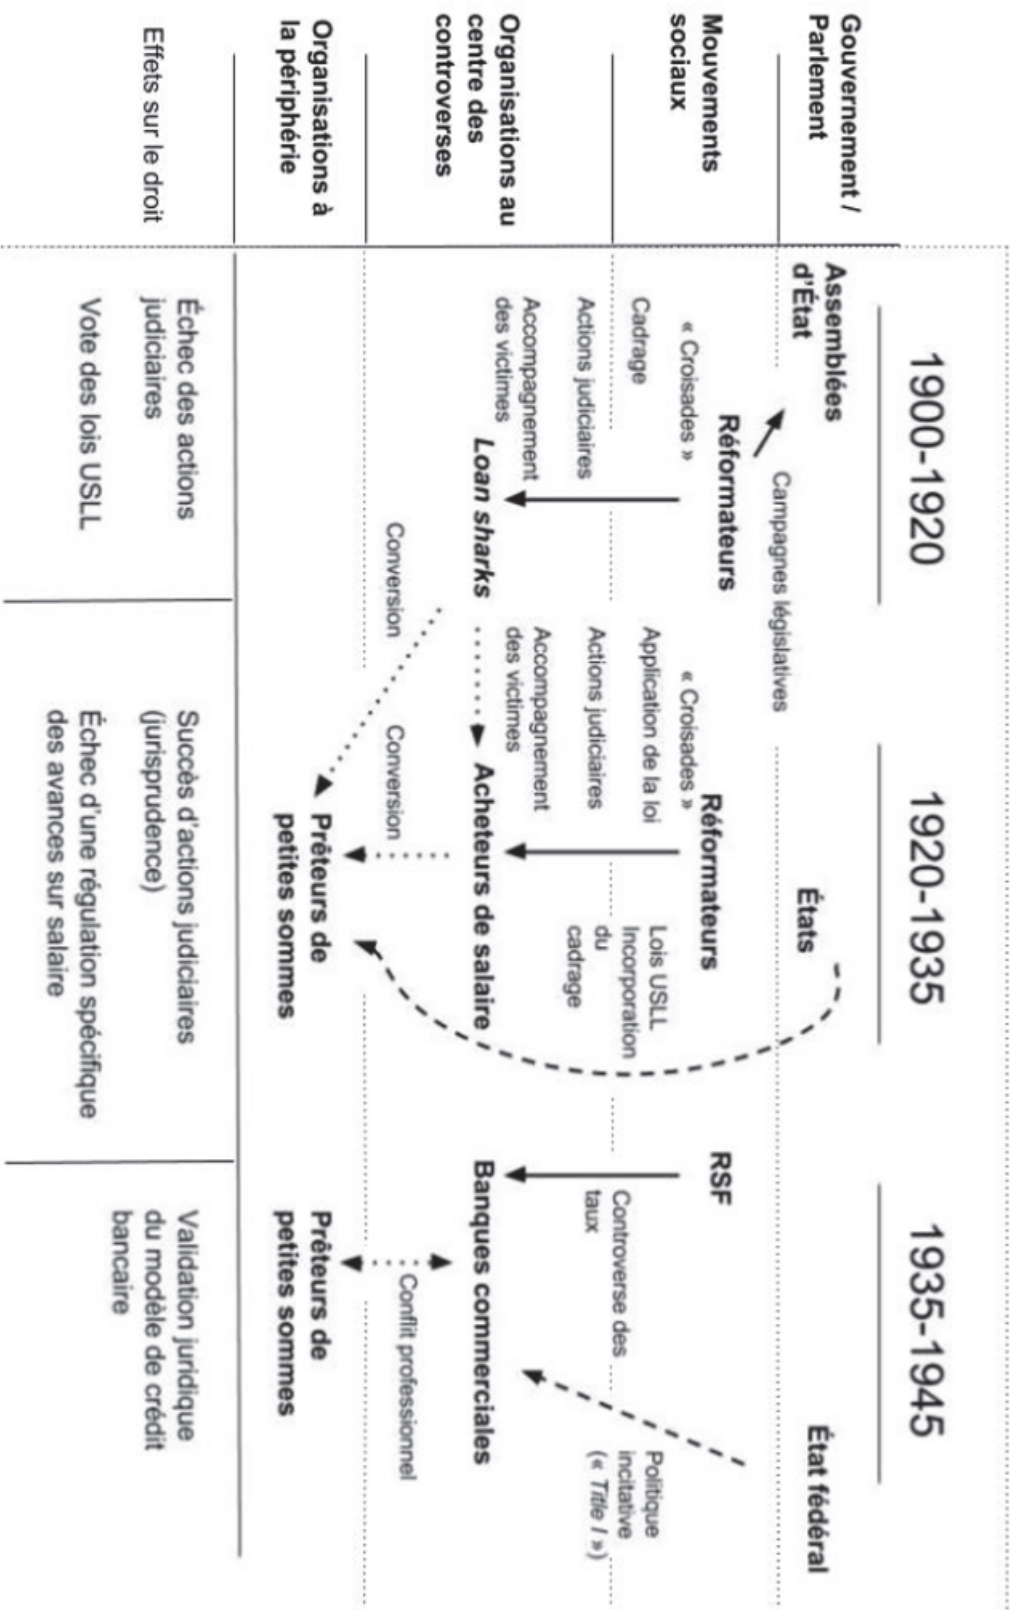 1900-1920
1920-1935
1935-1945
Gouvernement /
Parlement
Assemblées
d'État
États
État fédéral
Campagnes législatives
Mouvements
sociaux
Réformateurs
« Croisades »
Cadrage
Réformateurs
« Croisades »
Application de la loi
Lois USLL
Incorporation
du
cadrage
RSF
Controverse des
taux
Politique
incitative
(« Title I »)
Actions judiciaires
Accompagnement
des victimes
Actions judiciaires
Accompagnement
des victimes
Organisations au
centre des
controverses
Loan sharks
Acheteurs de salaire
Banques commerciales
Conversion
Conversion
Conflit professionnel
Organisations à
la périphérie
Prêteurs de
petites sommes
Prêteurs de
petites sommes
Effets sur le droit
Échec des actions
judiciaires
Vote des lois USLL
Succès d'actions judiciaires
(jurisprudence)
Échec d'une régulation spécifique
des avances sur salaire
Validation juridique
du modèle de crédit
bancaire